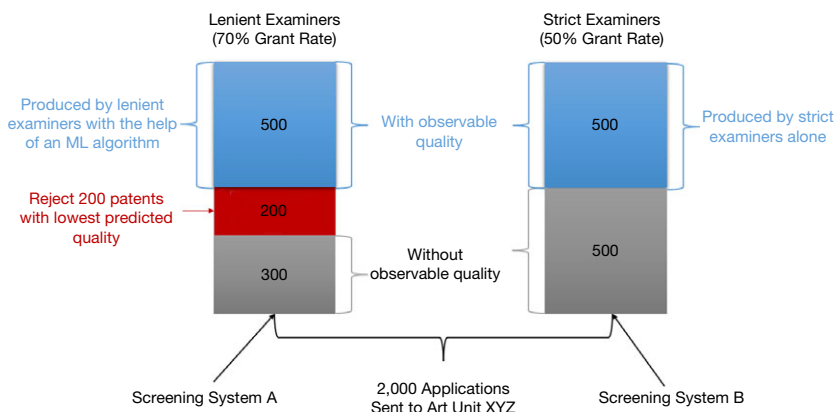 Lenient Examiners
(70% Grant Rate)
Strict Examiners
(50% Grant Rate)
Produced by lenient
examiners with the help
of an ML algorithm
500
With observable
quality
500
Produced by strict
examiners alone
Reject 200 patents
with lowest predicted
quality
200
Without
observable quality
300
500
Screening System A
2,000 Applications
Sent to Art Unit XYZ
Screening System B